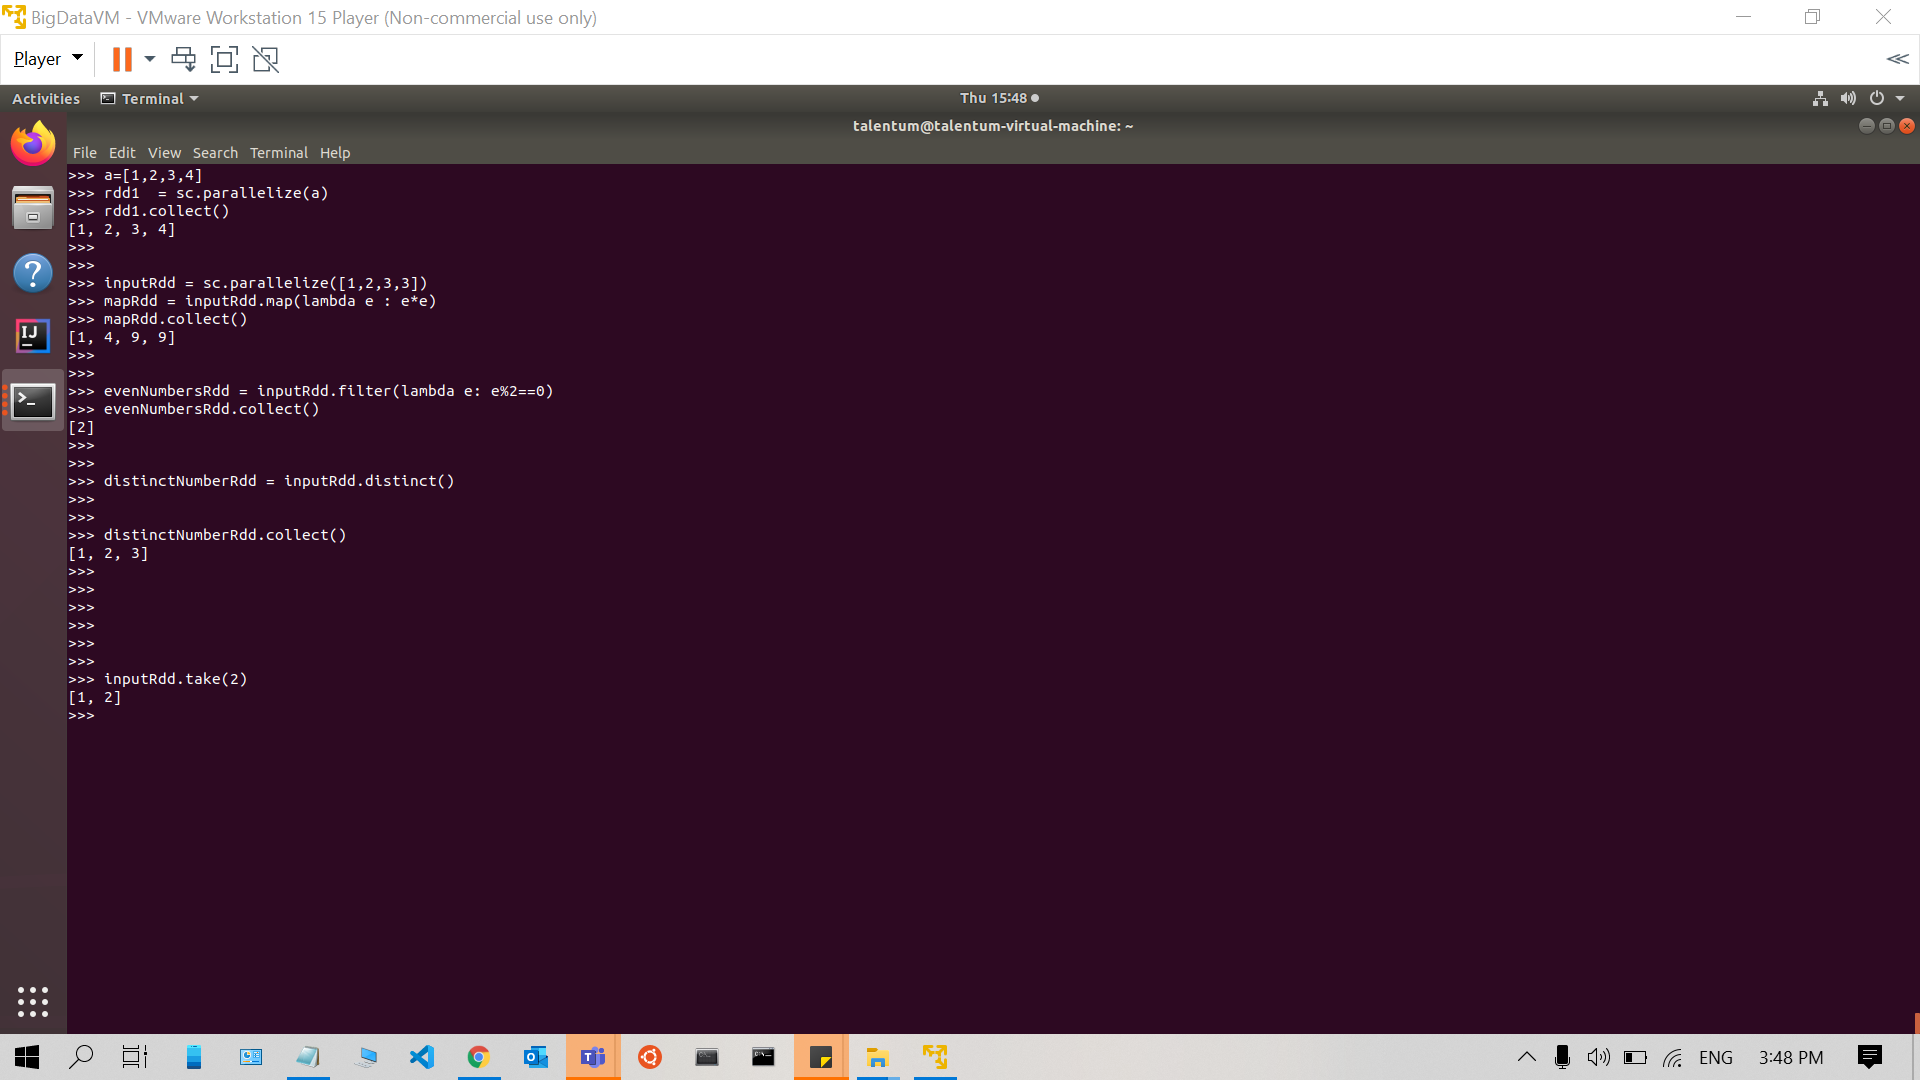 BigDataVM - VMware Workstation 15 Player (Non-commercial use only)
Player
Activities Terminal Thu 15:48
talentum@talentum-virtual-machine: ~
File Edit View Search Terminal Help
>>> a=[1,2,3,4]
>>> rdd1  = sc.parallelize(a)
>>> rdd1.collect()
[1, 2, 3, 4]
>>>
>>>
>>> inputRdd = sc.parallelize([1,2,3,3])
>>> mapRdd = inputRdd.map(lambda e : e*e)
>>> mapRdd.collect()
[1, 4, 9, 9]
>>>
>>>
>>> evenNumbersRdd = inputRdd.filter(lambda e: e%2==0)
>>> evenNumbersRdd.collect()
[2]
>>>
>>>
>>> distinctNumberRdd = inputRdd.distinct()
>>>
>>>
>>> distinctNumberRdd.collect()
[1, 2, 3]
>>>
>>>
>>>
>>>
>>>
>>>
>>> inputRdd.take(2)
[1, 2]
>>>
ENG 3:48 PM